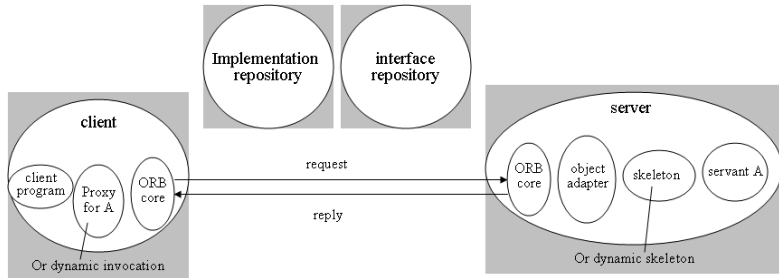 Implementation
repository
interface
repository
client
server
client
program
Proxy
for A
ORB
core
request
reply
ORB
core
object
adapter
skeleton
servant A
Or dynamic invocation
Or dynamic skeleton